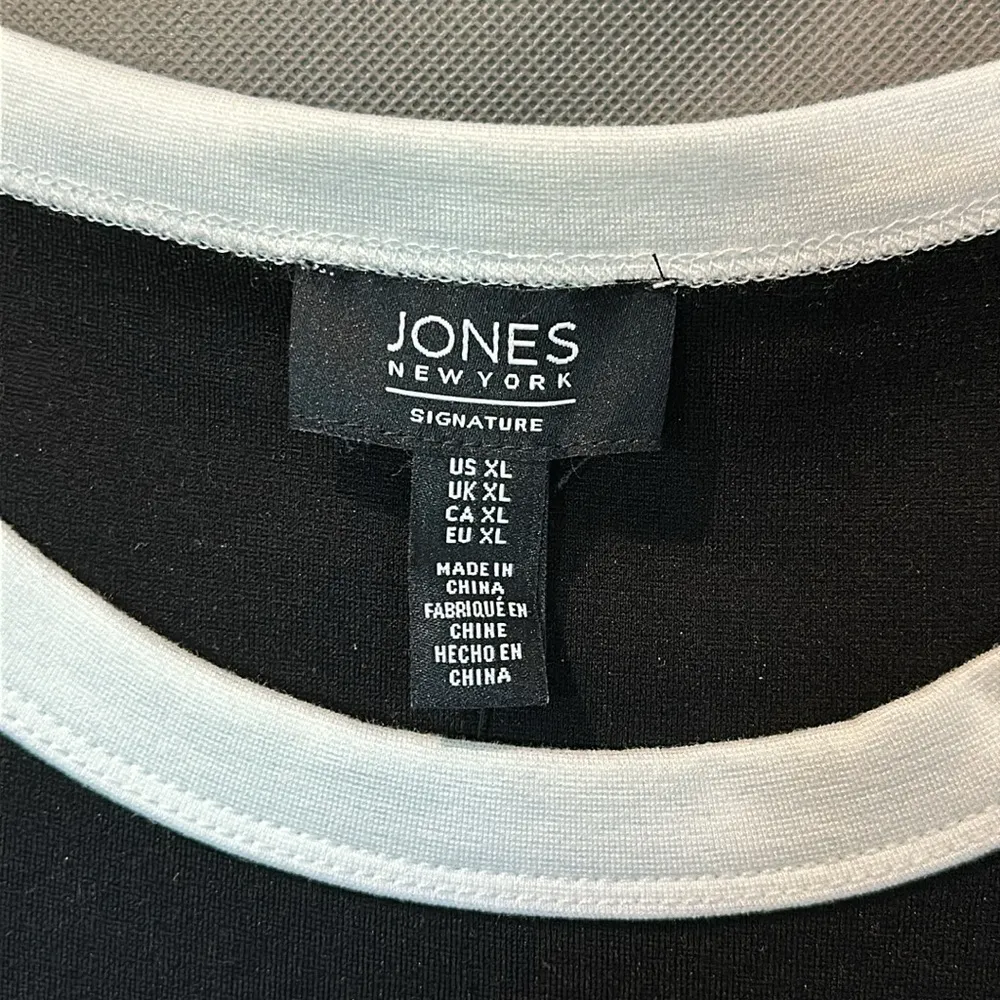 JONES
NEW YORK
SIGNATURE
US XL
UK XL
CA XL
EU XL
MADE IN
CHINA
FABRIQUÉ EN
CHINE
HECHO EN
CHINA